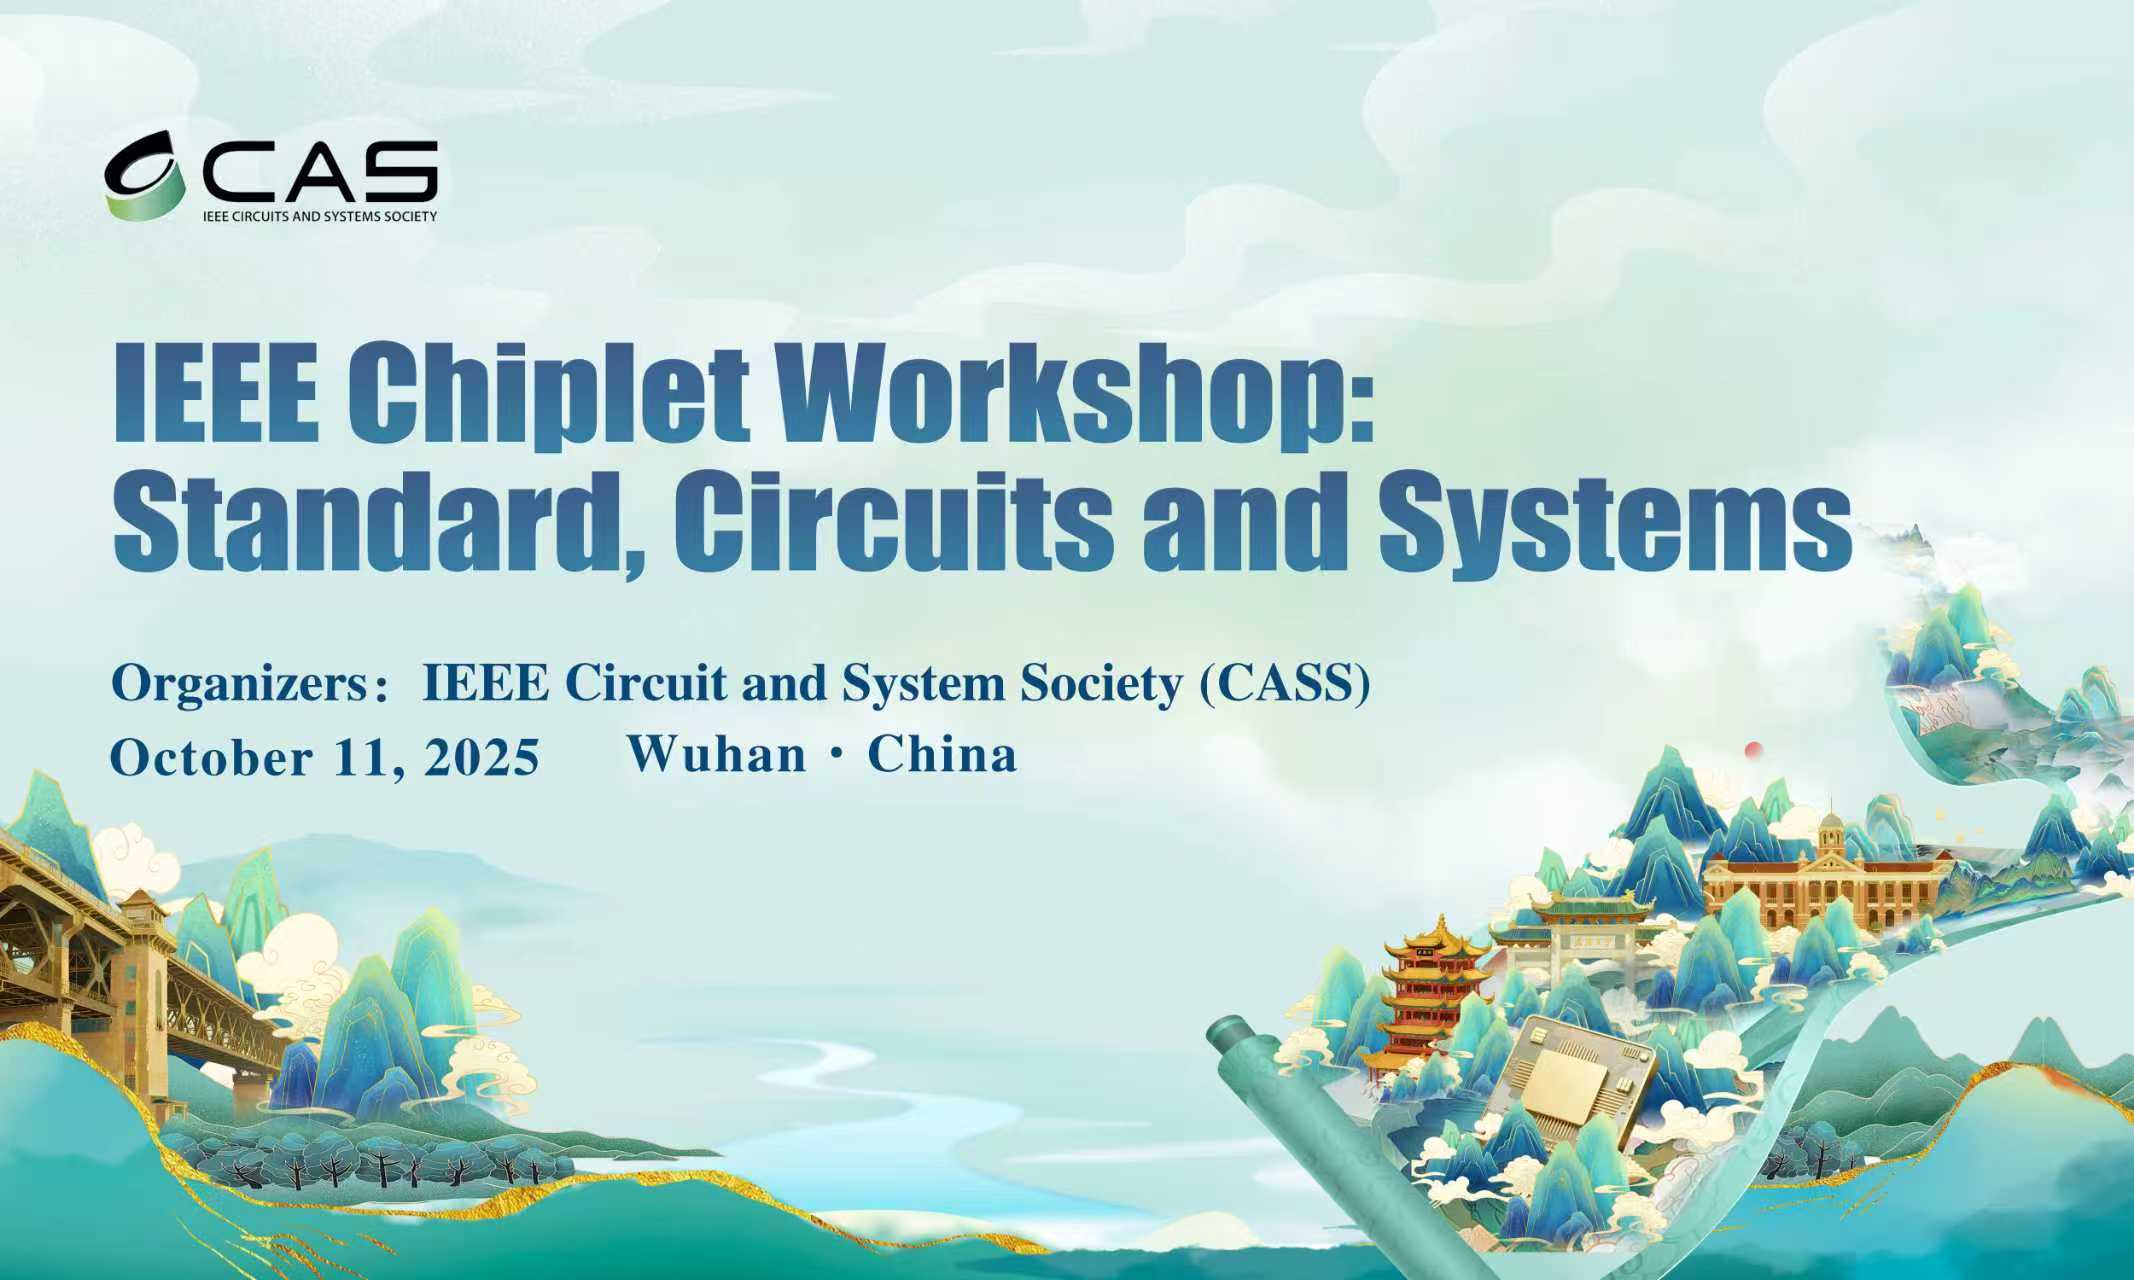 CAS
IEEE CIRCUITS AND SYSTEMS SOCIETY
IEEE Chiplet Workshop:
Standard, Circuits and Systems
Organizers：IEEE Circuit and System Society (CASS)
October 11, 2025 Wuhan · China